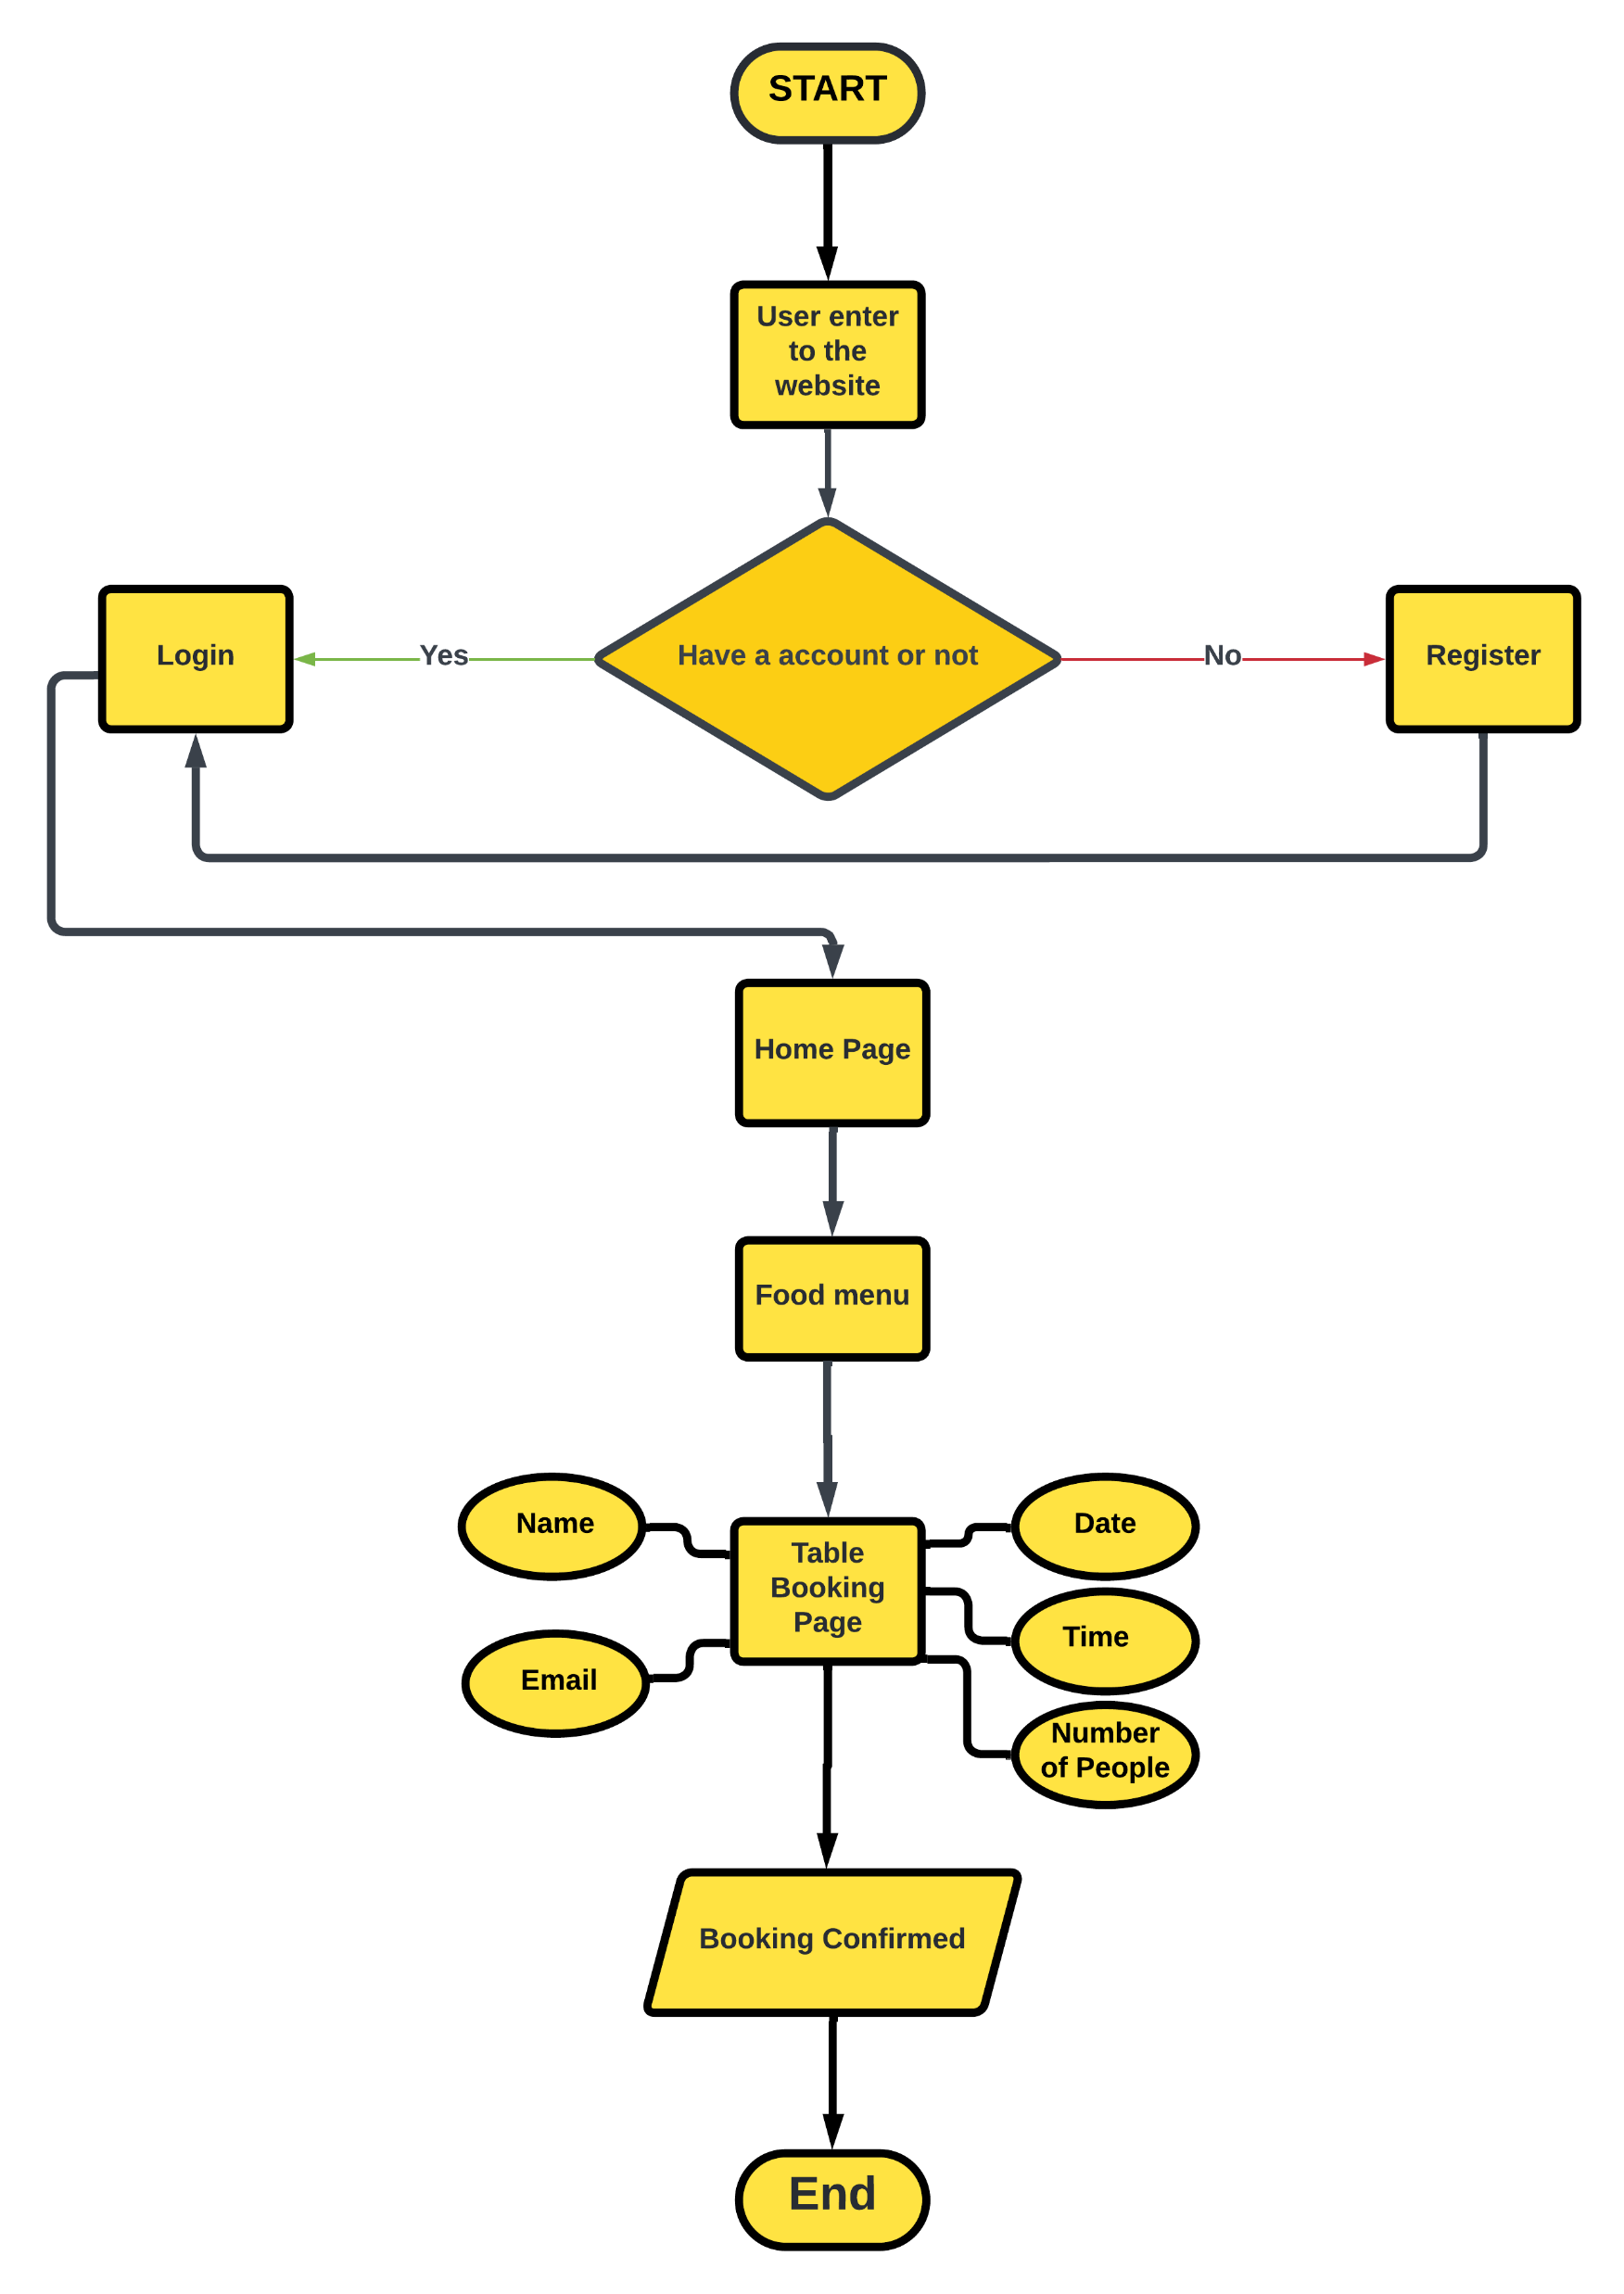 START
User enter
to the
website
Login
Yes
Have a account or not
No
Register
Home Page
Food menu
Name
Date
Table
Booking
Page
Time
Email
Number
of People
Booking Confirmed
End